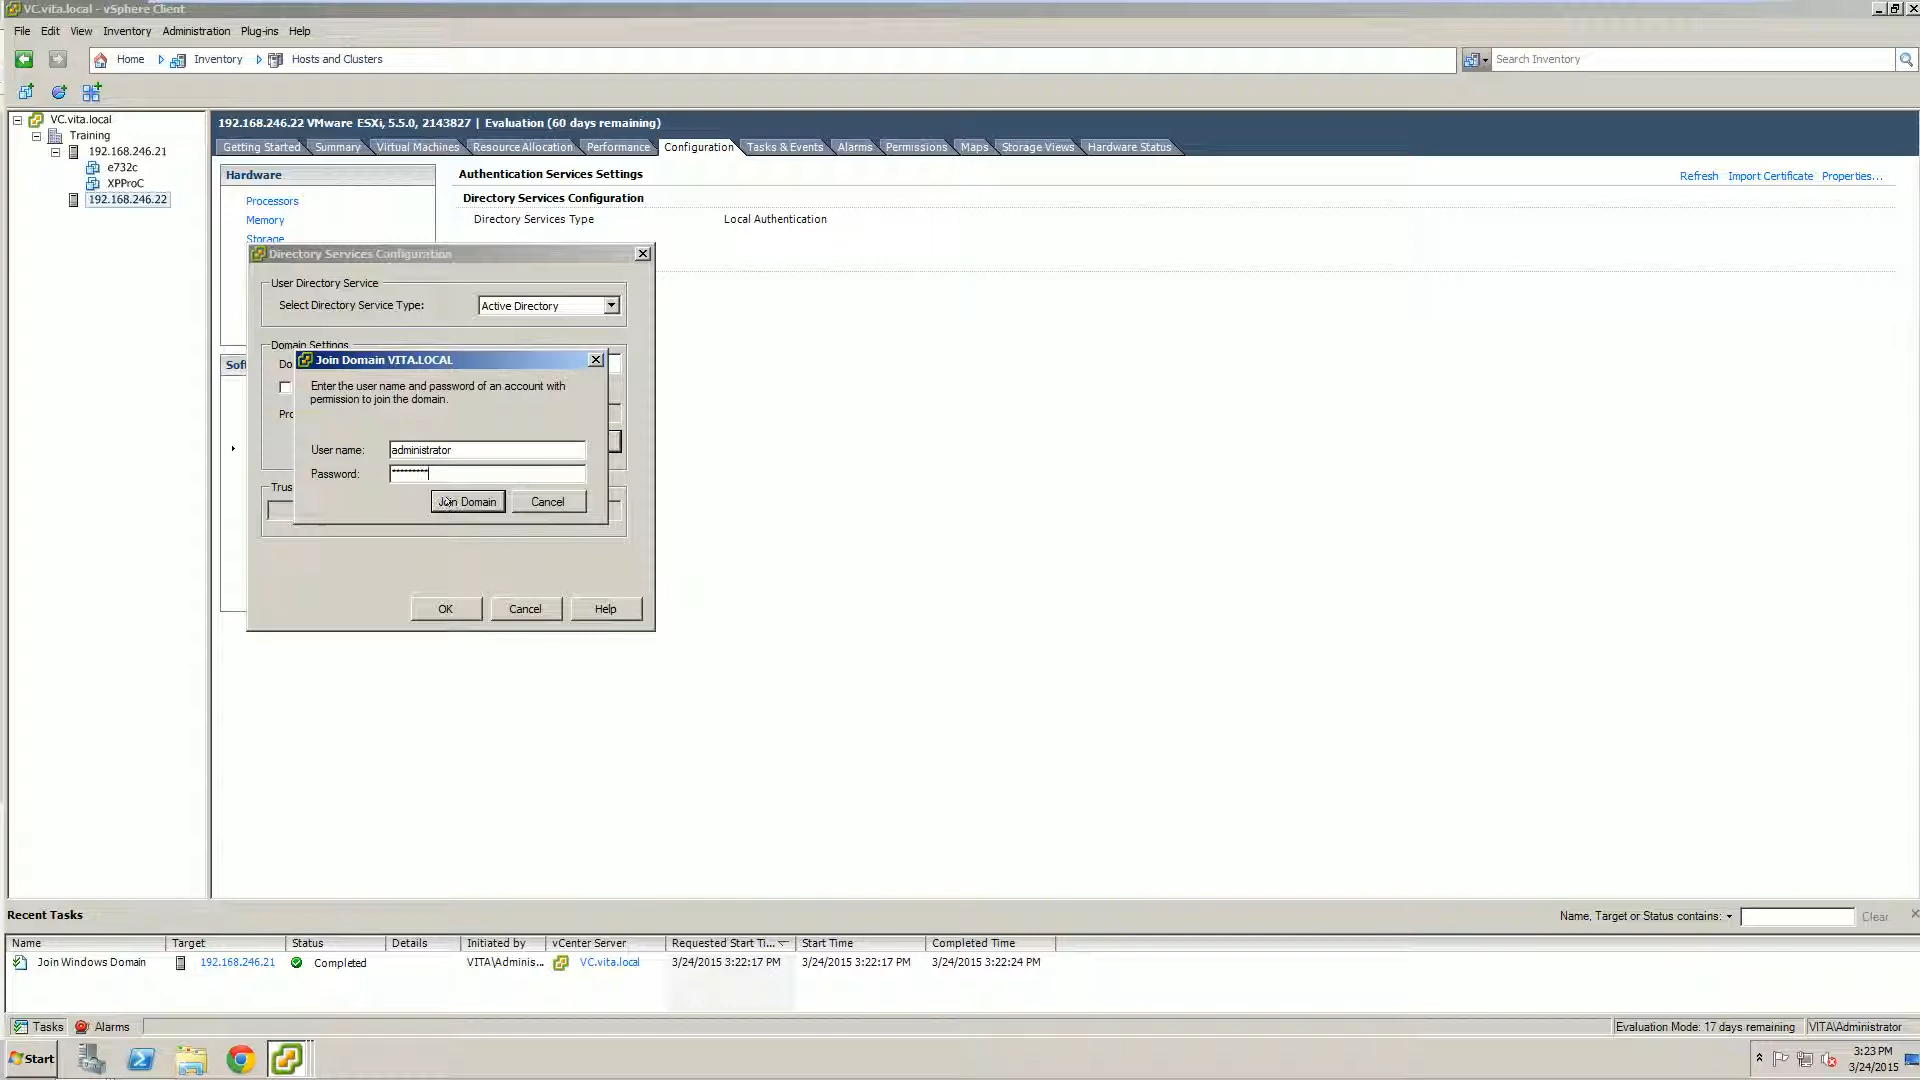 VC.vita.local - vSphere Client
File Edit View Inventory Administration Plug-ins Help
Home Inventory Hosts and Clusters
Search Inventory
VC.vita.local
Training
192.168.246.21
e732c
XPProC
192.168.246.22
192.168.246.22 VMware ESXi, 5.5.0, 2143827 | Evaluation (60 days remaining)
Getting Started Summary Virtual Machines Resource Allocation Performance Configuration Tasks & Events Alarms Permissions Maps Storage Views Hardware Status
Hardware
Processors
Memory
Storage
Authentication Services Settings
Refresh Import Certificate Properties...
Directory Services Configuration
Directory Services Type Local Authentication
Directory Services Configuration
User Directory Service
Select Directory Service Type: Active Directory
Domain Settings
Do
Pro
Trus
Soft
Join Domain VITA.LOCAL
Enter the user name and password of an account with
permission to join the domain.
User name: administrator
Password: *********
Join Domain Cancel
OK Cancel Help
Recent Tasks
Name, Target or Status contains: Clear
Name Target Status Details Initiated by vCenter Server Requested Start Ti... Start Time Completed Time
Join Windows Domain 192.168.246.21 Completed VITA\Adminis... VC.vita.local 3/24/2015 3:22:17 PM 3/24/2015 3:22:17 PM 3/24/2015 3:22:24 PM
Tasks Alarms
Evaluation Mode: 17 days remaining VITA\Administrator
Start
3:23 PM
3/24/2015